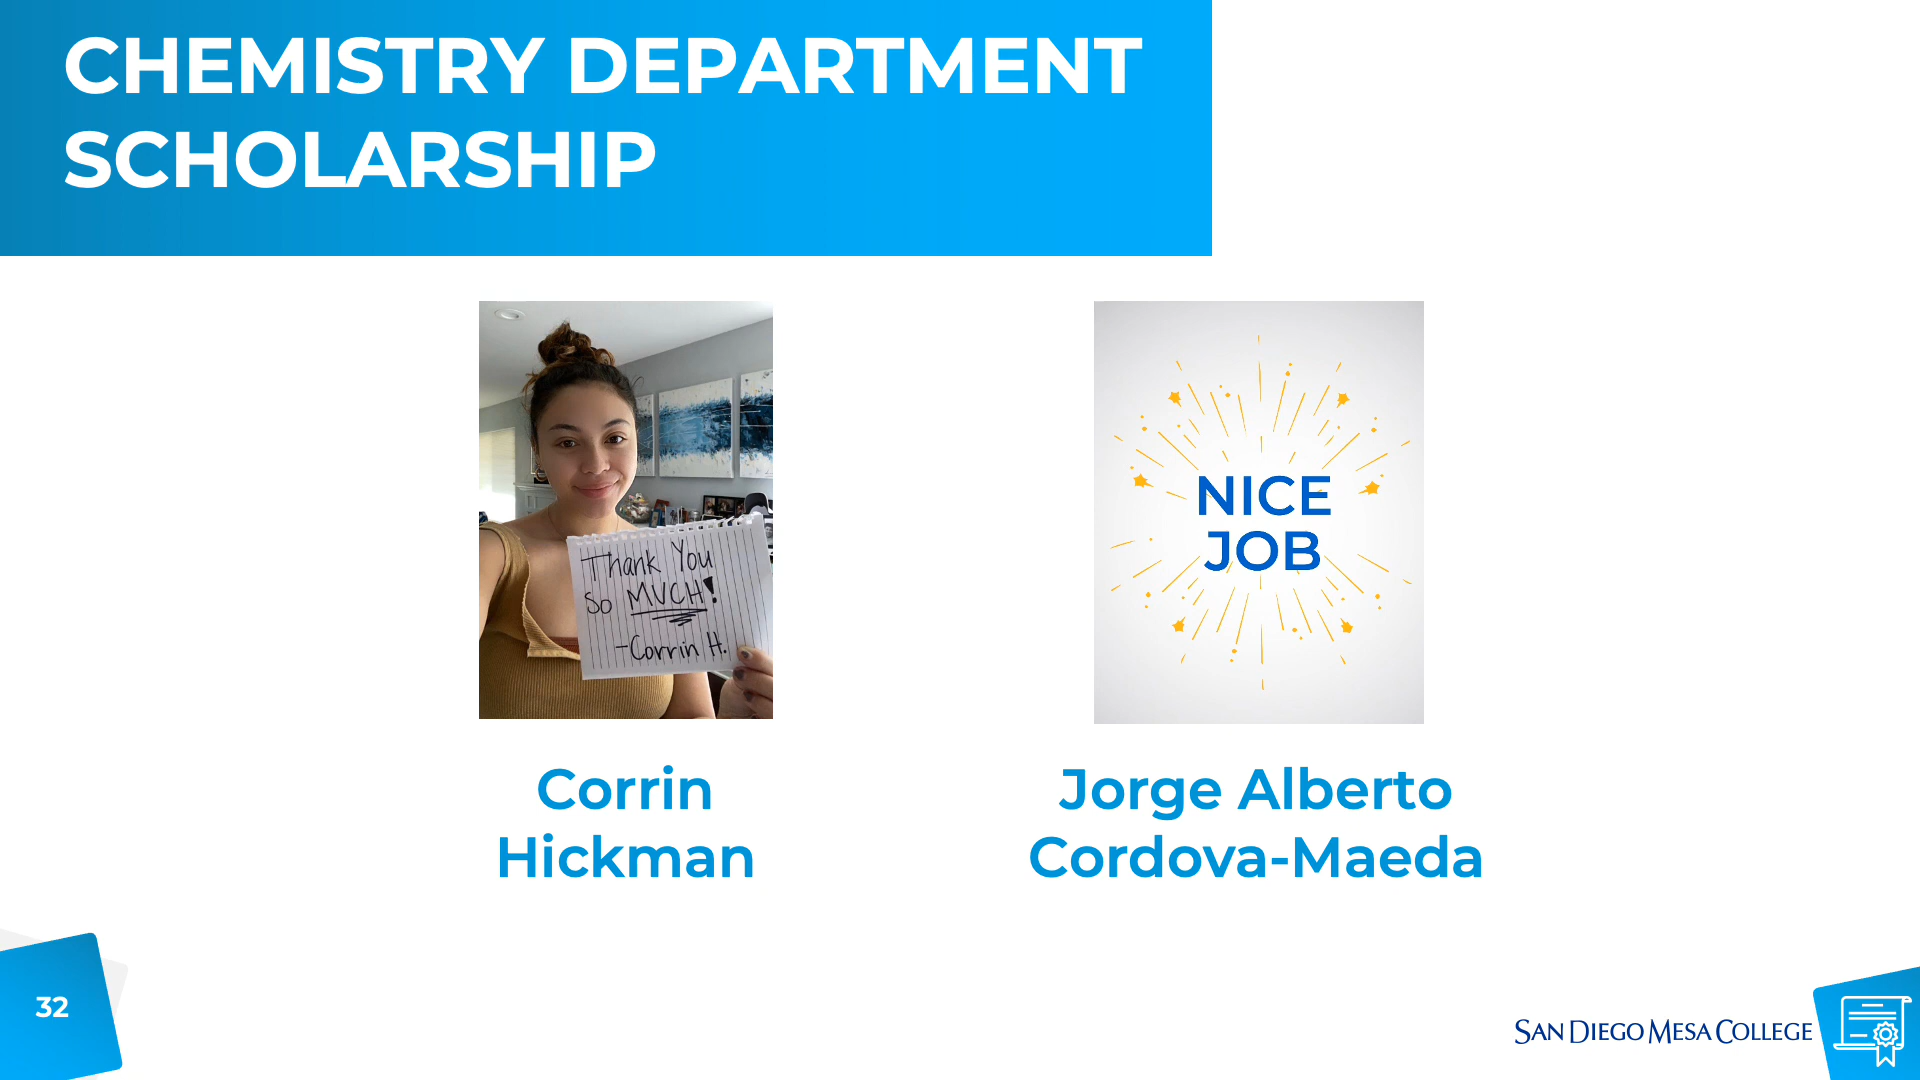 CHEMISTRY DEPARTMENT
SCHOLARSHIP
Thank You
So MUCH!
-Corrin H.
NICE
JOB
Corrin
Hickman
Jorge Alberto
Cordova-Maeda
32
SAN DIEGO MESA COLLEGE